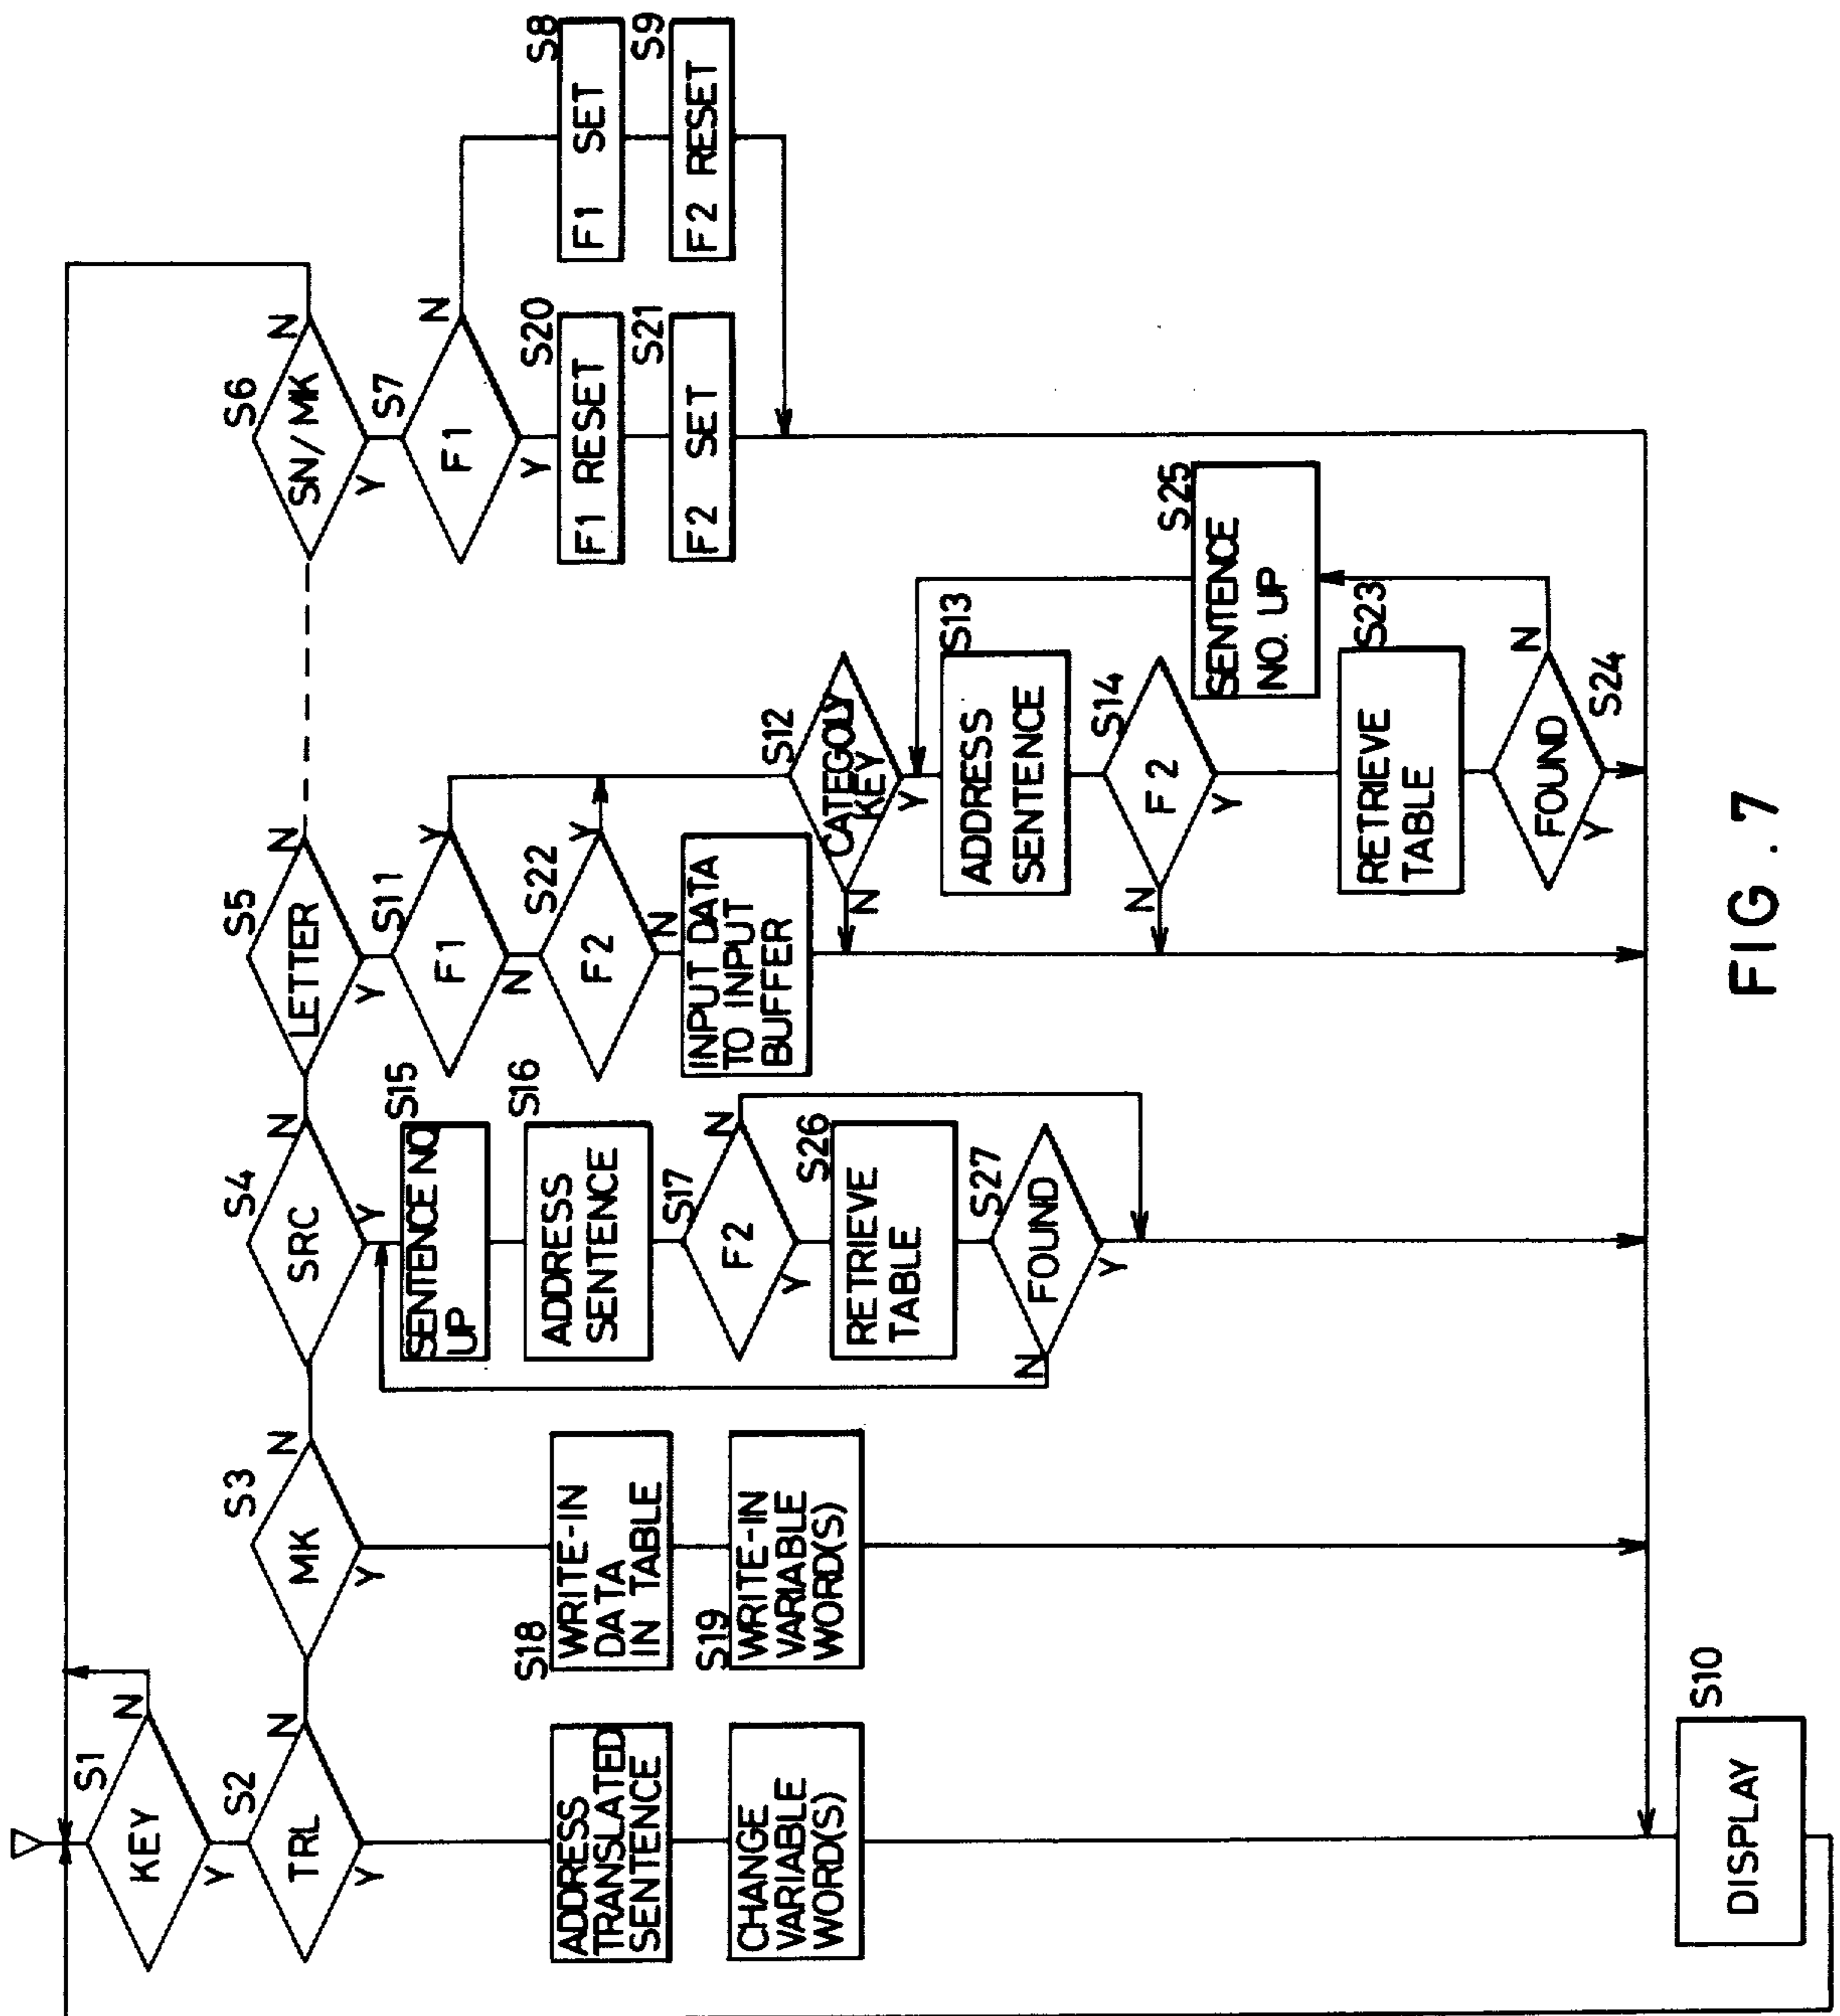 S1
KEY
N
Y
S2
TRL
N
Y
ADDRESS
TRANSLATED
SENTENCE
CHANGE
VARIABLE
WORD(S)
S3
MK
N
Y
S18
WRITE-IN
DATA
IN TABLE
S19
WRITE-IN
VARIABLE
WORD(S)
S4
SRC
N
Y
S15
SENTENCE NO
UP
S16
ADDRESS
SENTENCE
S17
F2
N
Y
S26
RETRIEVE
TABLE
S27
FOUND
N
Y
S5
LETTER
N
Y
S11
F1
Y
N
S22
F2
Y
N
INPUT DATA
TO INPUT
BUFFER
S12
CATEGOLY
KEY
N
Y
S13
ADDRESS
SENTENCE
S14
F2
N
Y
S23
RETRIEVE
TABLE
S24
FOUND
N
Y
S25
SENTENCE
NO. UP
S6
SN/MK
N
Y
S7
F1
N
Y
S20
F1 RESET
S21
F2 SET
S8
F1 SET
S9
F2 RESET
S10
DISPLAY
FIG. 7